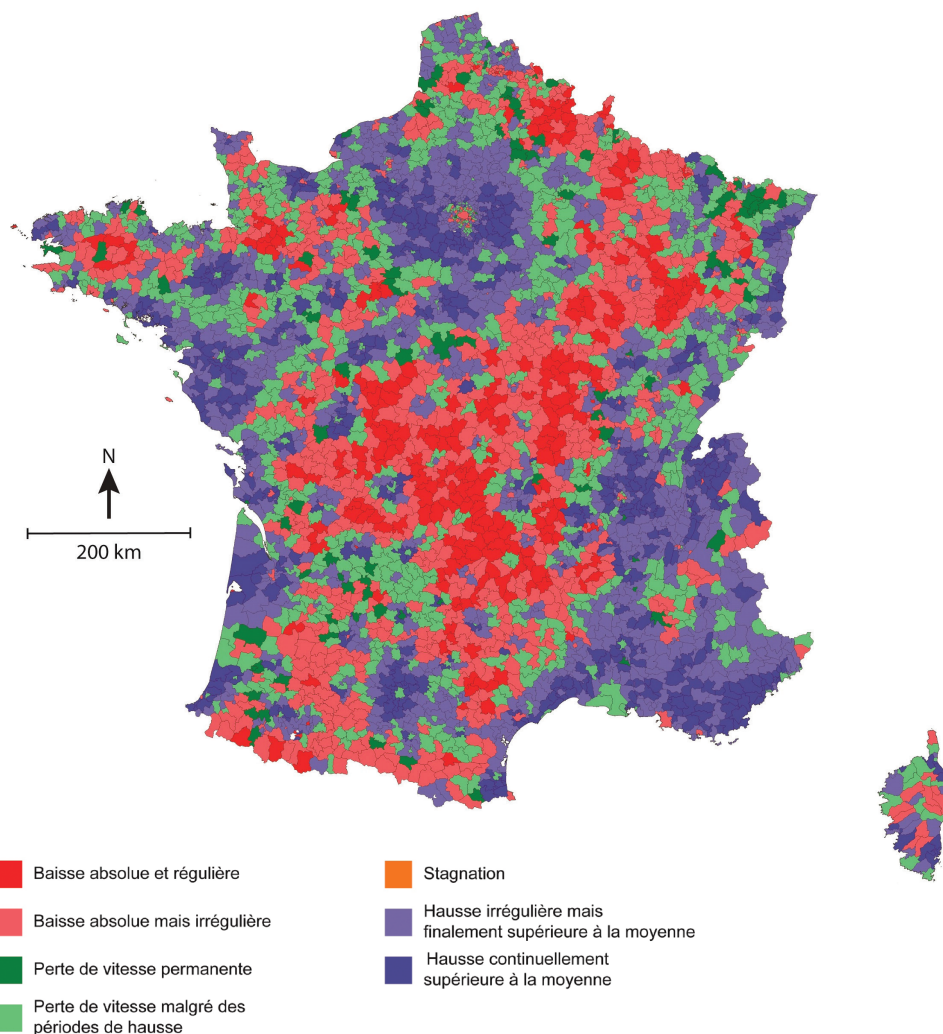 N
200 km
Baisse absolue et régulière
Baisse absolue mais irrégulière
Perte de vitesse permanente
Perte de vitesse malgré des
périodes de hausse
Stagnation
Hausse irrégulière mais
finalement supérieure à la moyenne
Hausse continuellement
supérieure à la moyenne